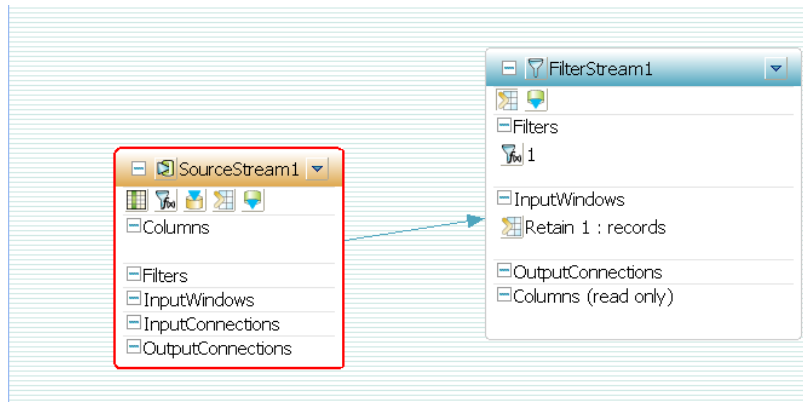 SourceStream1
Columns
Filters
InputWindows
InputConnections
OutputConnections
FilterStream1
Filters
1
InputWindows
Retain 1 : records
OutputConnections
Columns (read only)